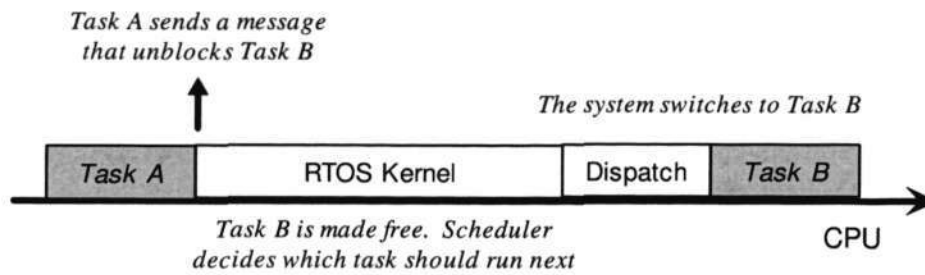 Task A sends a message
that unblocks Task B
The system switches to Task B
Task A
RTOS Kernel
Dispatch
Task B
Task B is made free. Scheduler
decides which task should run next
CPU